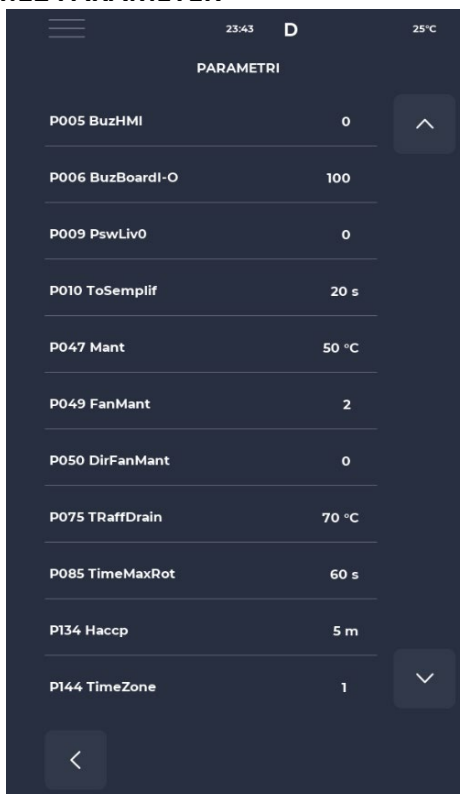 23:43 D 25°C
PARAMETRI
P005 BuzHMI 0
P006 BuzBoardI-O 100
P009 PswLiv0 0
P010 ToSemplif 20 s
P047 Mant 50 °C
P049 FanMant 2
P050 DirFanMant 0
P075 TRaffDrain 70 °C
P085 TimeMaxRot 60 s
P134 Haccp 5 m
P144 TimeZone 1